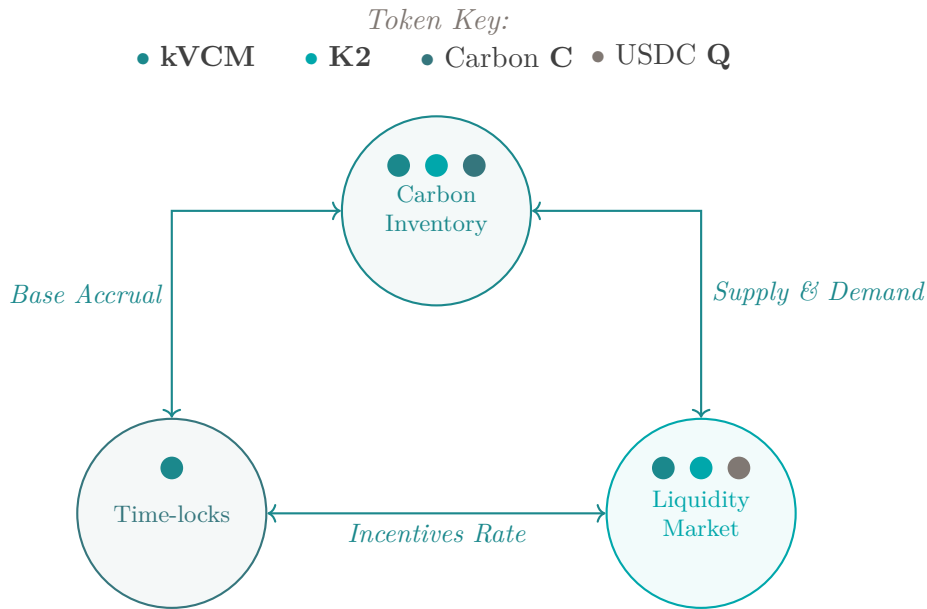 Token Key:
kVCM K2 Carbon C USDC Q
Carbon
Inventory
Base Accrual
Supply & Demand
Time-locks
Liquidity
Market
Incentives Rate